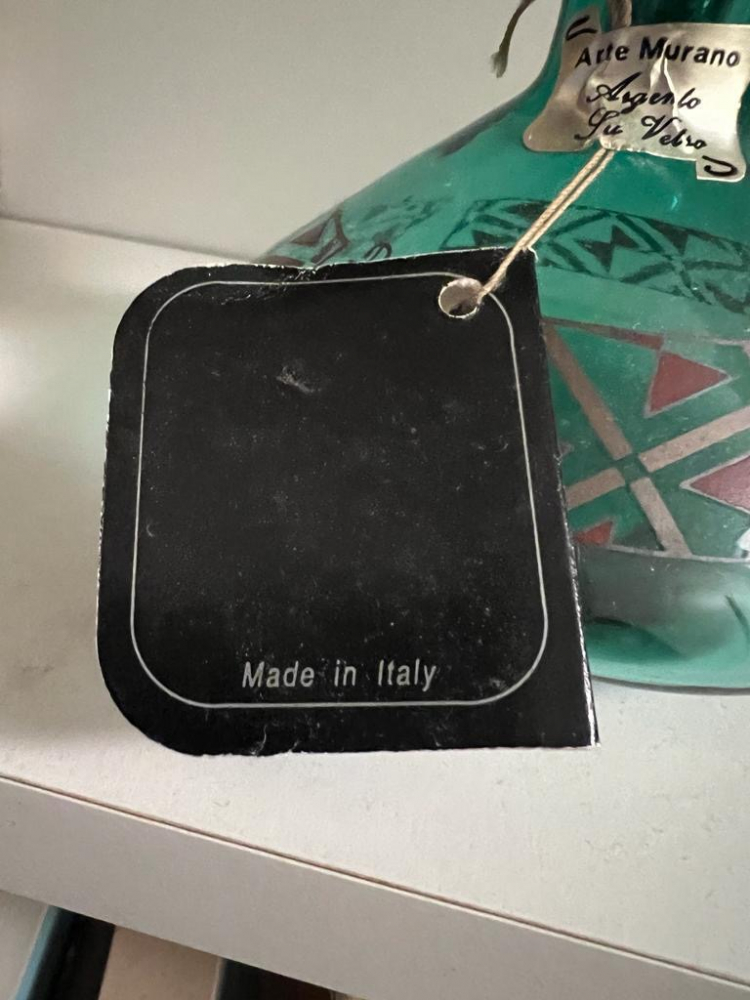 Arte Murano
Argento
Su Vetro
Made in Italy